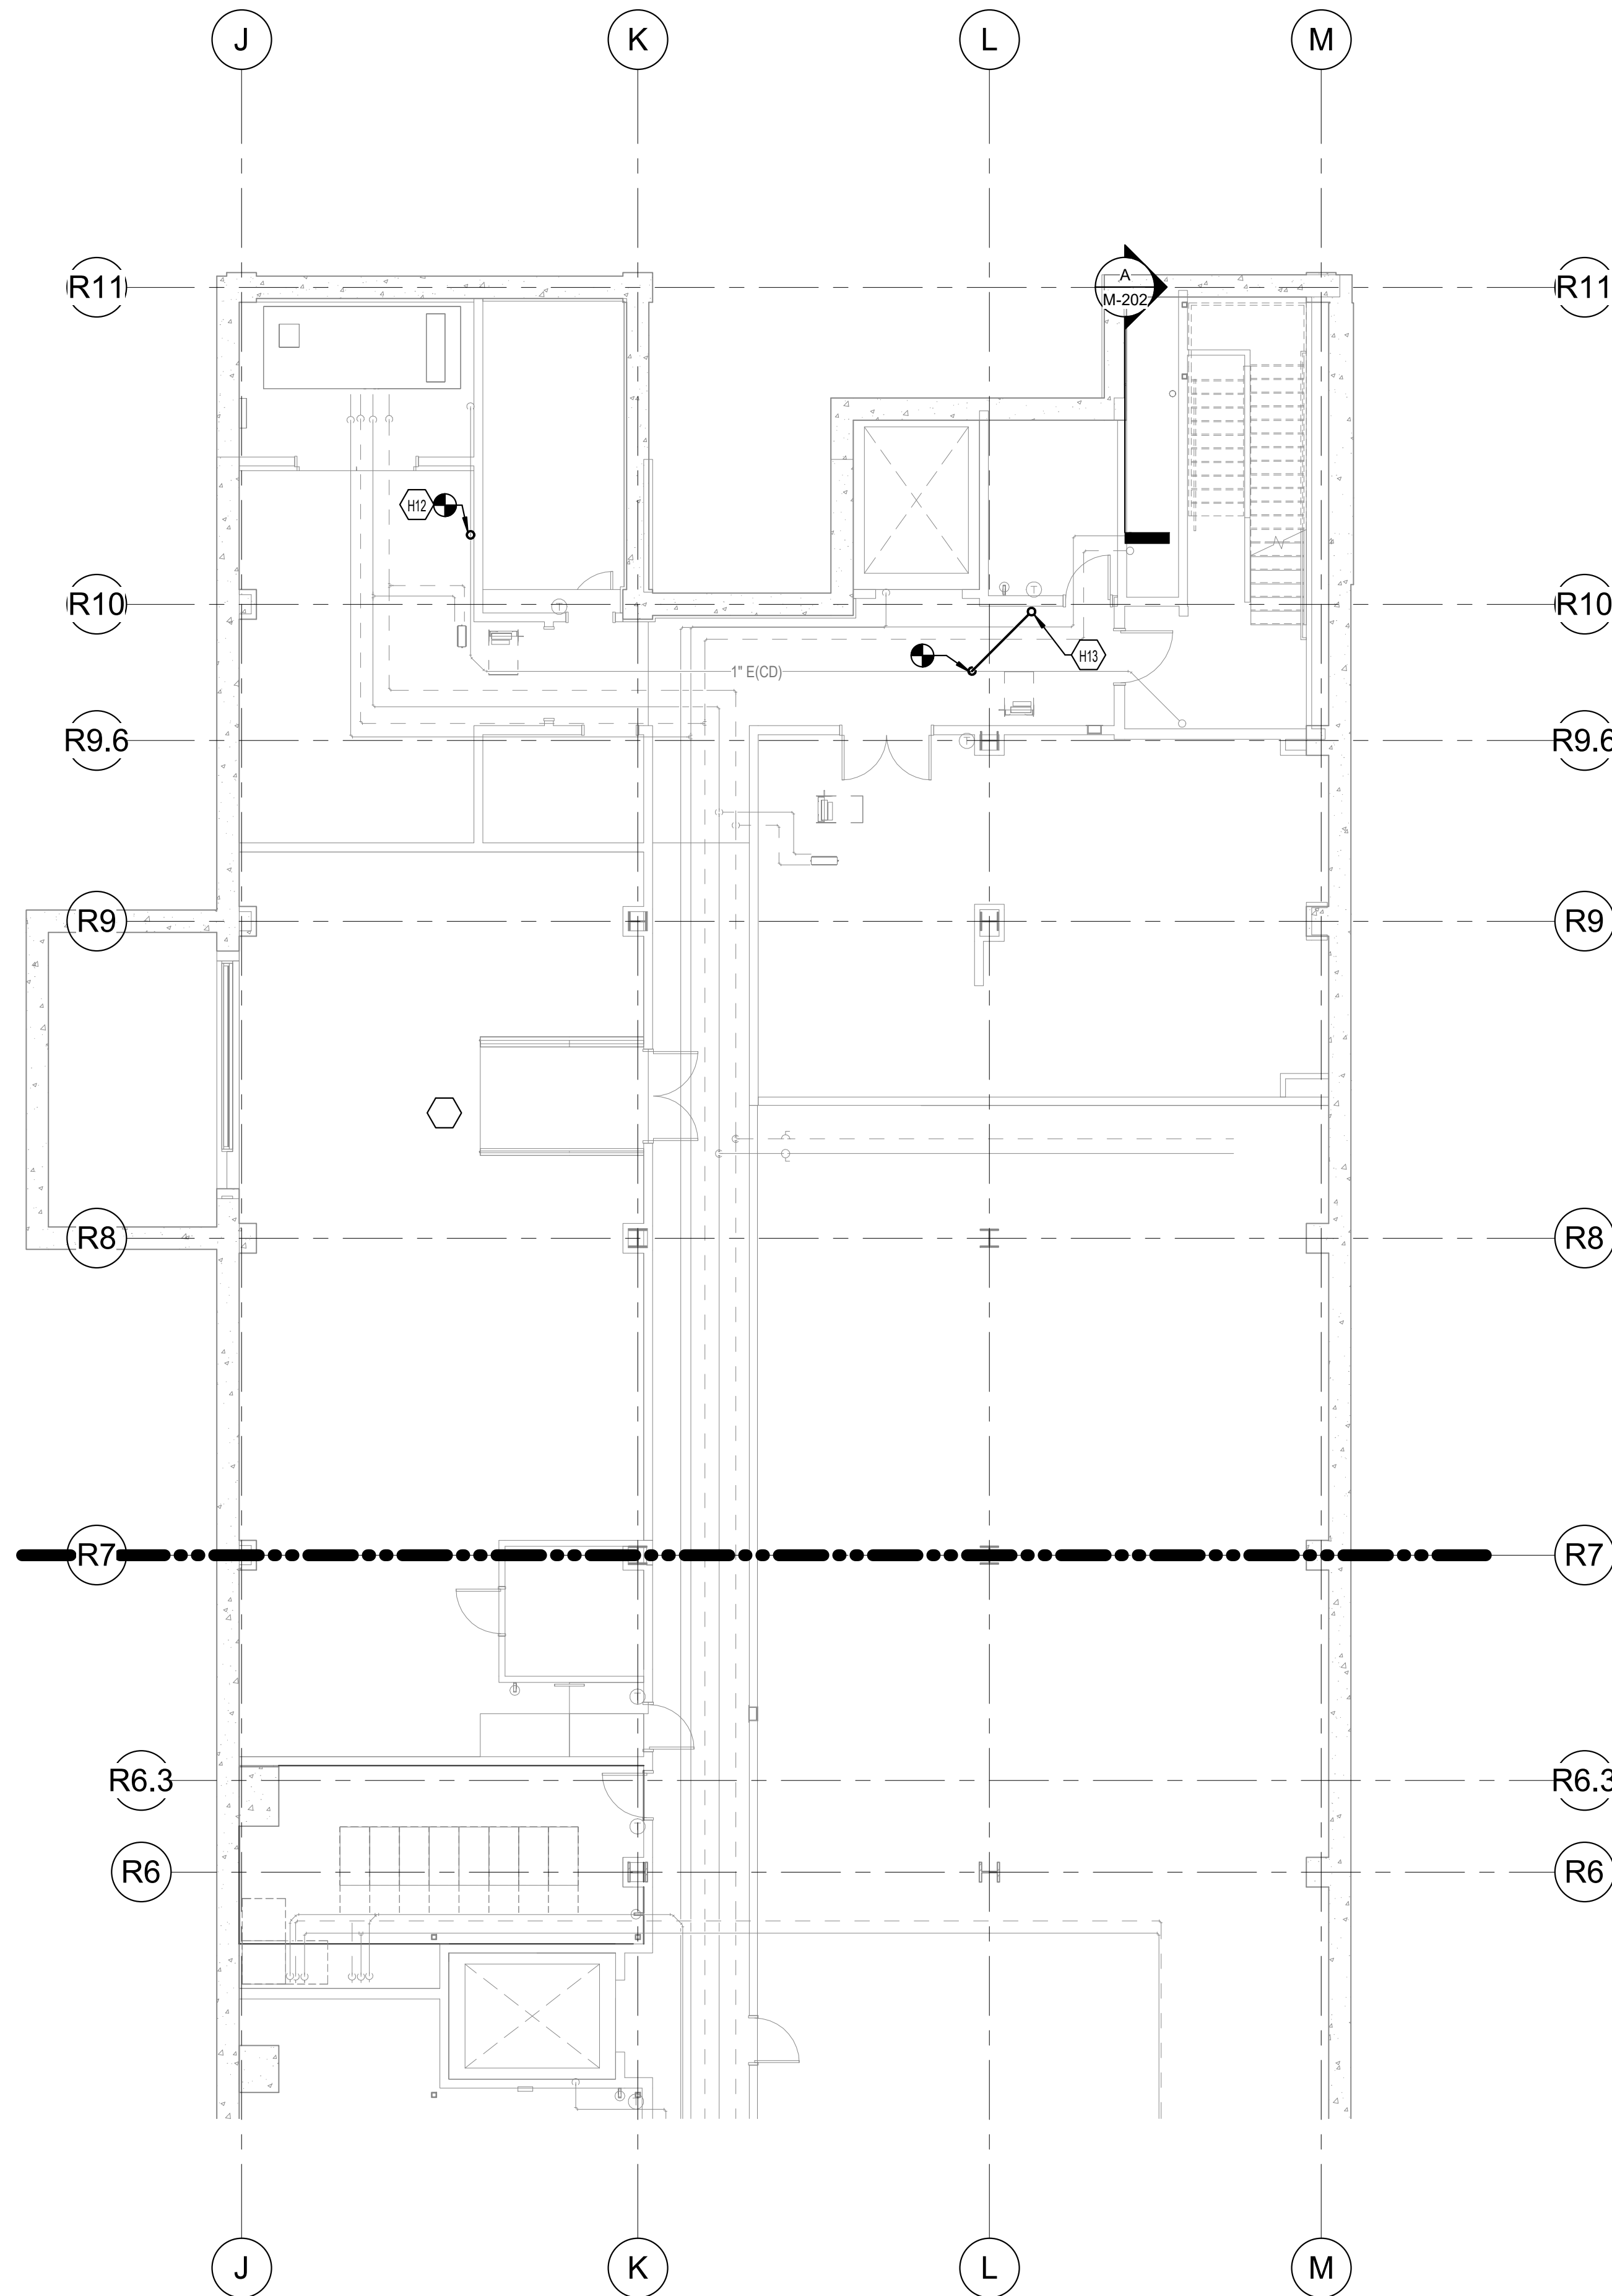 J K L M
R11 R11
A
M-202
H12
R10 R10
T T
H13
1" E(CD)
R9.6 R9.6
T
R9 R9
R8 R8
R7 R7
T
R6.3 R6.3
T
R6 R6
T
J K L M